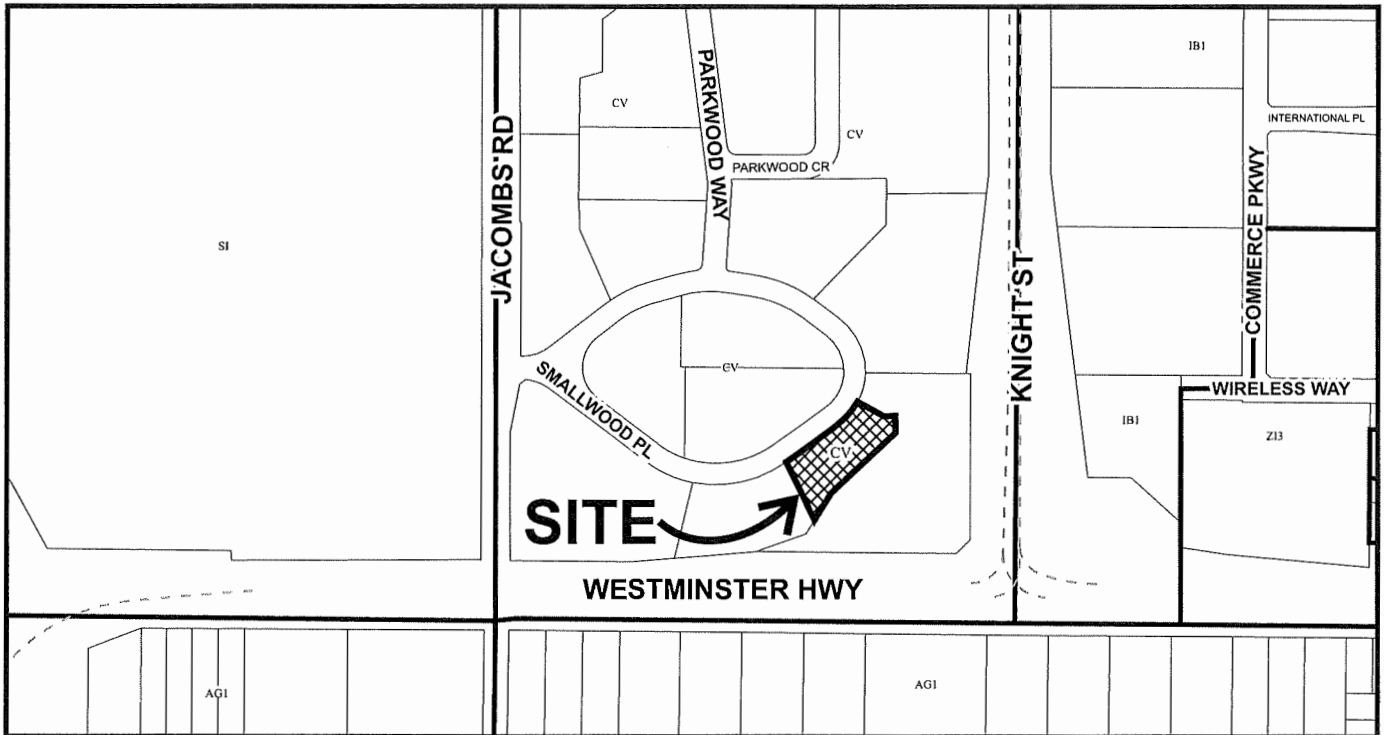 IB1
CV
PARKWOOD WAY
JACOMBS RD
CV
INTERNATIONAL PL
PARKWOOD CR
COMMERCE PKWY
SI
KNIGHT ST
SMALLWOOD PL
CV
WIRELESS WAY
IB1
ZI3
CV
SITE
WESTMINSTER HWY
AG1
AG1